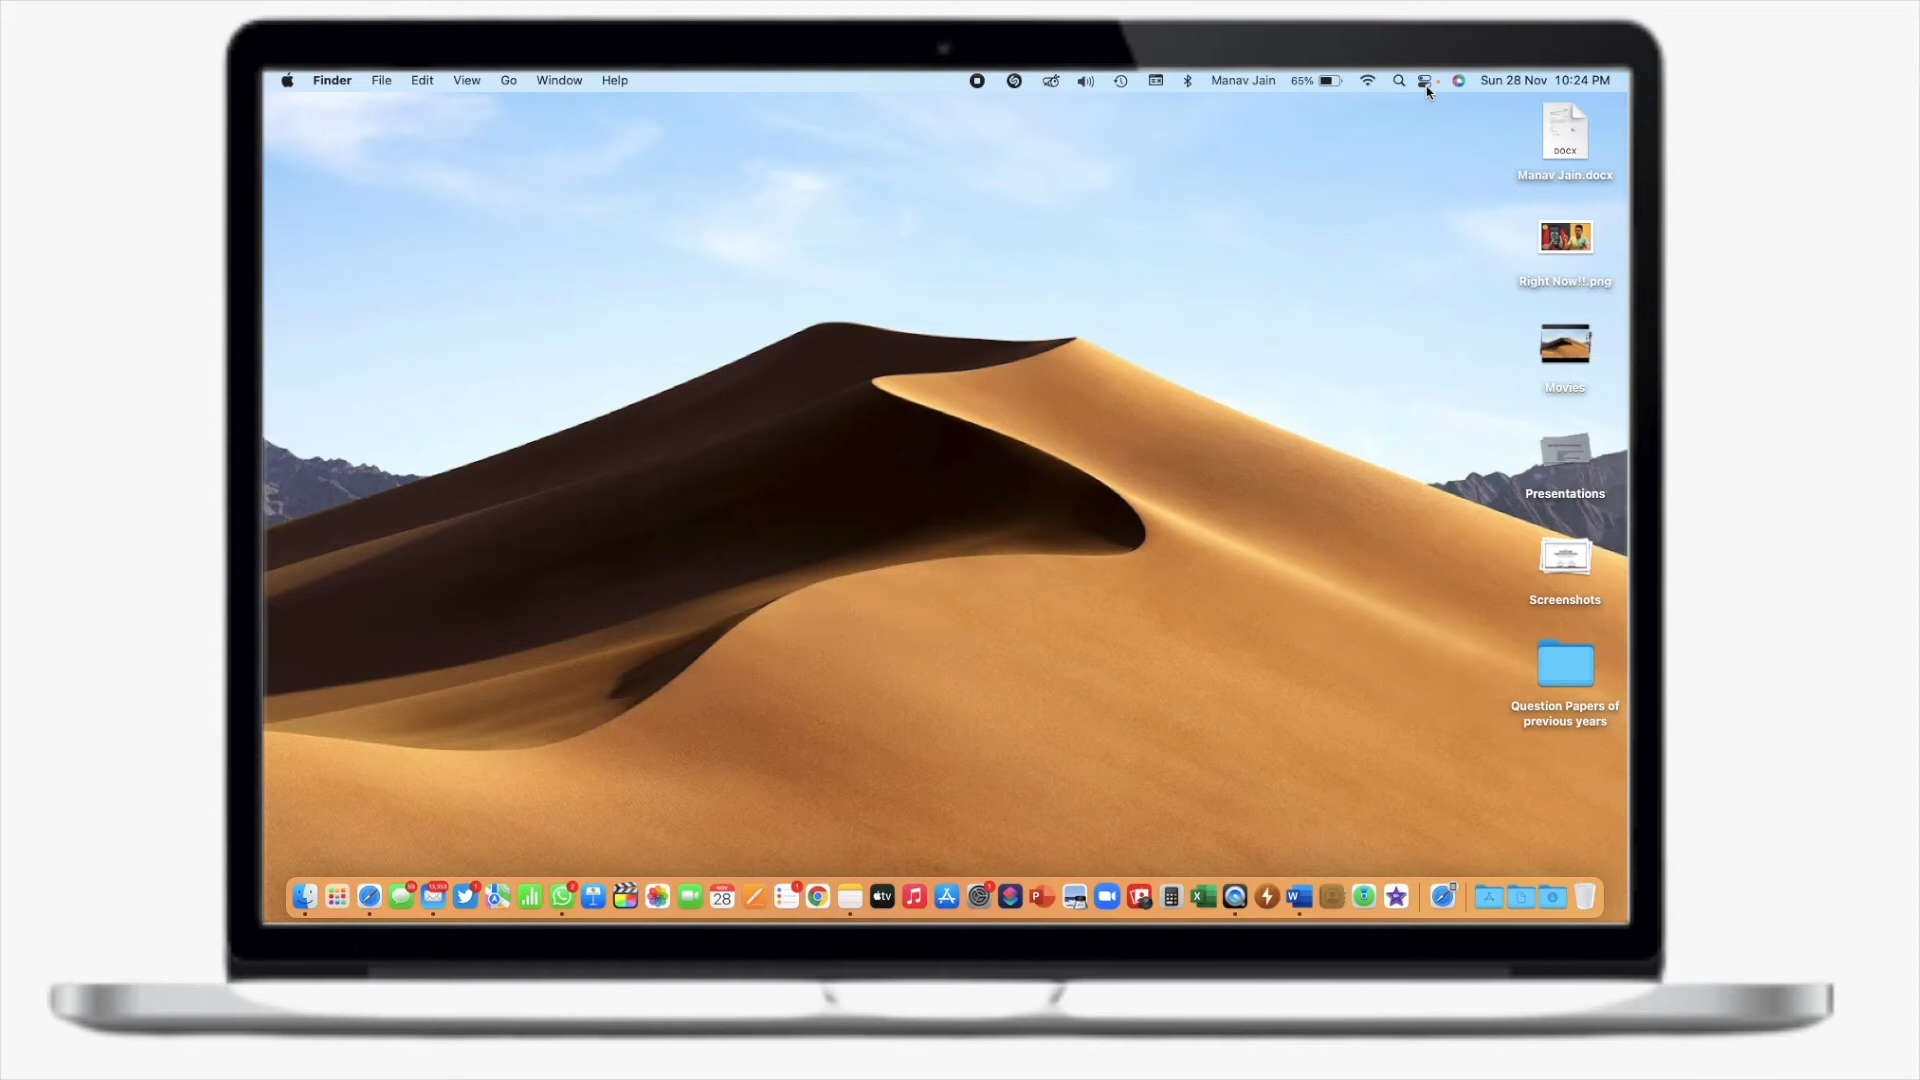 Finder File Edit View Go Window Help Manav Jain 65% Sun 28 Nov 10:24 PM
DOCX
Manav Jain.docx
Right Now!!.png
Movies
Presentations
Screenshots
Question Papers of
previous years
NOV
28
tv
P
X
W